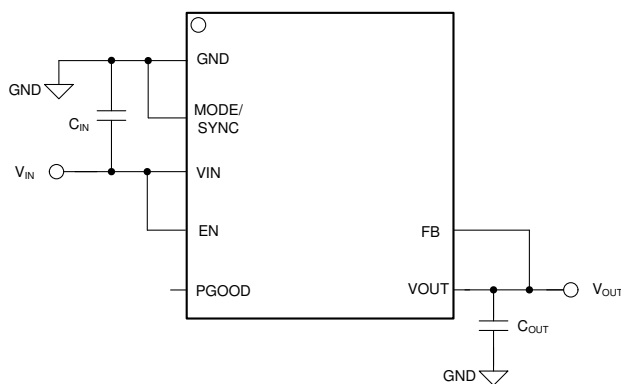 GND
GND
MODE/
SYNC
C_IN
V_IN
VIN
EN
FB
PGOOD
VOUT
V_OUT
C_OUT
GND